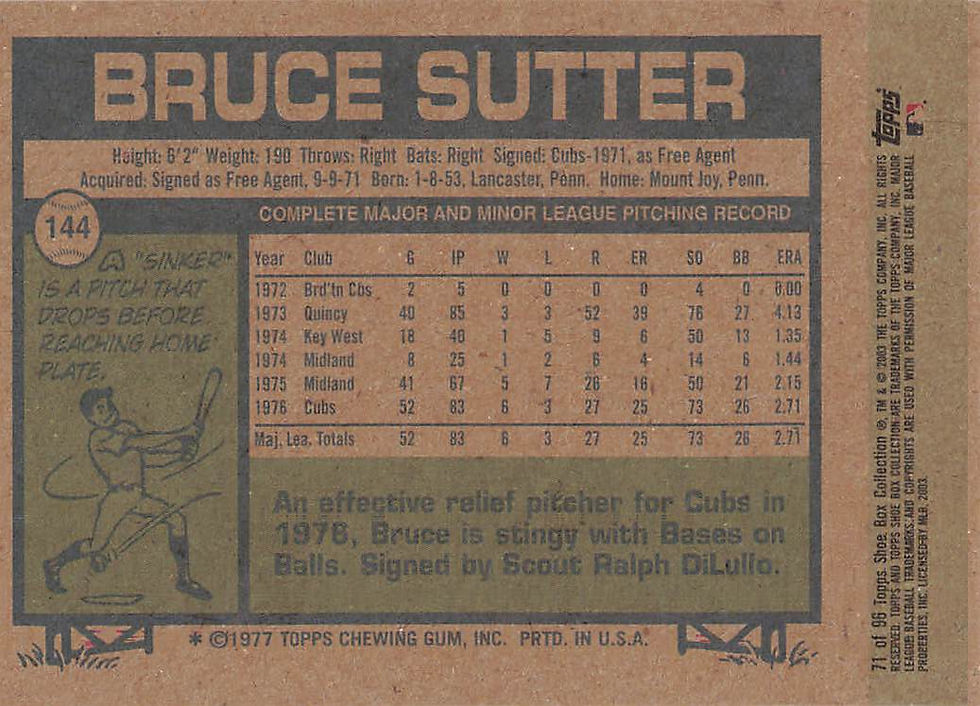 BRUCE SUTTER
Height: 6'2" Weight: 190 Throws: Right Bats: Right Signed: Cubs-1971, as Free Agent
Acquired: Signed as Free Agent, 9-9-71 Born: 1-8-53, Lancaster, Penn. Home: Mount Joy, Penn.
144
COMPLETE MAJOR AND MINOR LEAGUE PITCHING RECORD
A "SINKER"
IS A PITCH THAT
DROPS BEFORE
REACHING HOME
PLATE.
Year Club G IP W L R ER SO BB ERA
1972 Brd'tn Cbs 2 5 0 0 0 0 4 0 0.00
1973 Quincy 40 85 3 3 52 39 76 27 4.13
1974 Key West 18 40 1 5 9 6 50 13 1.35
1974 Midland 8 25 1 2 6 4 14 6 1.44
1975 Midland 41 67 5 7 26 16 50 21 2.15
1976 Cubs 52 83 6 3 27 25 73 26 2.71
Maj. Lea. Totals 52 83 6 3 27 25 73 26 2.71
An effective relief pitcher for Cubs in
1976, Bruce is stingy with Bases on
Balls. Signed by Scout Ralph DiLullo.
* ©1977 TOPPS CHEWING GUM, INC. PRTD. IN U.S.A.
Topps
71 of 96 Topps Shoe Box Collection ®, TM & © 2003 THE TOPPS COMPANY, INC. ALL RIGHTS
RESERVED. TOPPS AND TOPPS SHOE BOX COLLECTION ARE TRADEMARKS OF THE TOPPS COMPANY, INC. MAJOR
LEAGUE BASEBALL TRADEMARKS AND COPYRIGHTS ARE USED WITH PERMISSION OF MAJOR LEAGUE BASEBALL
PROPERTIES, INC. LICENSED BY MLB, 2003.